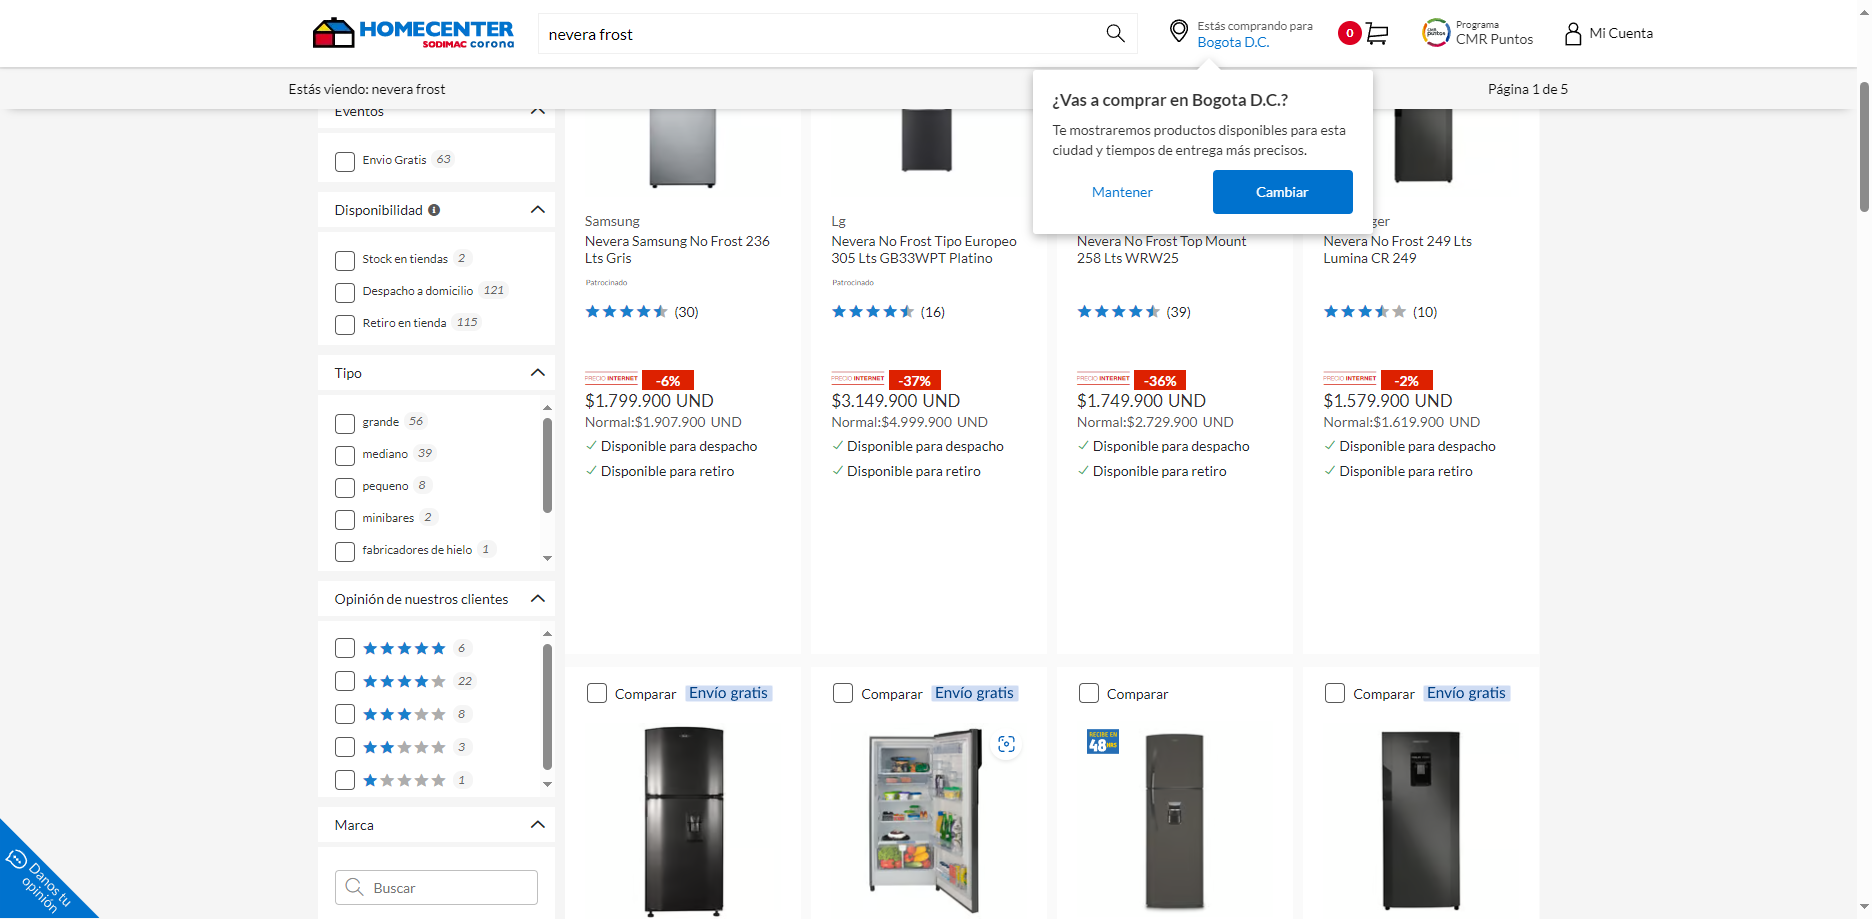 HOMECENTER
SODIMAC corona
nevera frost
Estás comprando para
Bogota D.C.
0
Programa
CMR Puntos
Mi Cuenta
Estás viendo: nevera frost
Página 1 de 5
¿Vas a comprar en Bogota D.C.?
Te mostraremos productos disponibles para esta
ciudad y tiempos de entrega más precisos.
Mantener
Cambiar
Eventos
Envio Gratis 63
Disponibilidad
Stock en tiendas 2
Despacho a domicilio 121
Retiro en tienda 115
Tipo
grande 56
mediano 39
pequeno 8
minibares 2
fabricadores de hielo 1
Opinión de nuestros clientes
6
22
8
3
1
Marca
Buscar
Danos tu
opinión
Samsung
Nevera Samsung No Frost 236
Lts Gris
Patrocinado
(30)
PRECIO INTERNET -6%
$1.799.900 UND
Normal:$1.907.900 UND
Disponible para despacho
Disponible para retiro
Lg
Nevera No Frost Tipo Europeo
305 Lts GB33WPT Platino
Patrocinado
(16)
PRECIO INTERNET -37%
$3.149.900 UND
Normal:$4.999.900 UND
Disponible para despacho
Disponible para retiro
Nevera No Frost Top Mount
258 Lts WRW25
(39)
PRECIO INTERNET -36%
$1.749.900 UND
Normal:$2.729.900 UND
Disponible para despacho
Disponible para retiro
ger
Nevera No Frost 249 Lts
Lumina CR 249
(10)
PRECIO INTERNET -2%
$1.579.900 UND
Normal:$1.619.900 UND
Disponible para despacho
Disponible para retiro
Comparar Envío gratis
Comparar Envío gratis
Comparar
RECIBE EN
48HRS
Comparar Envío gratis